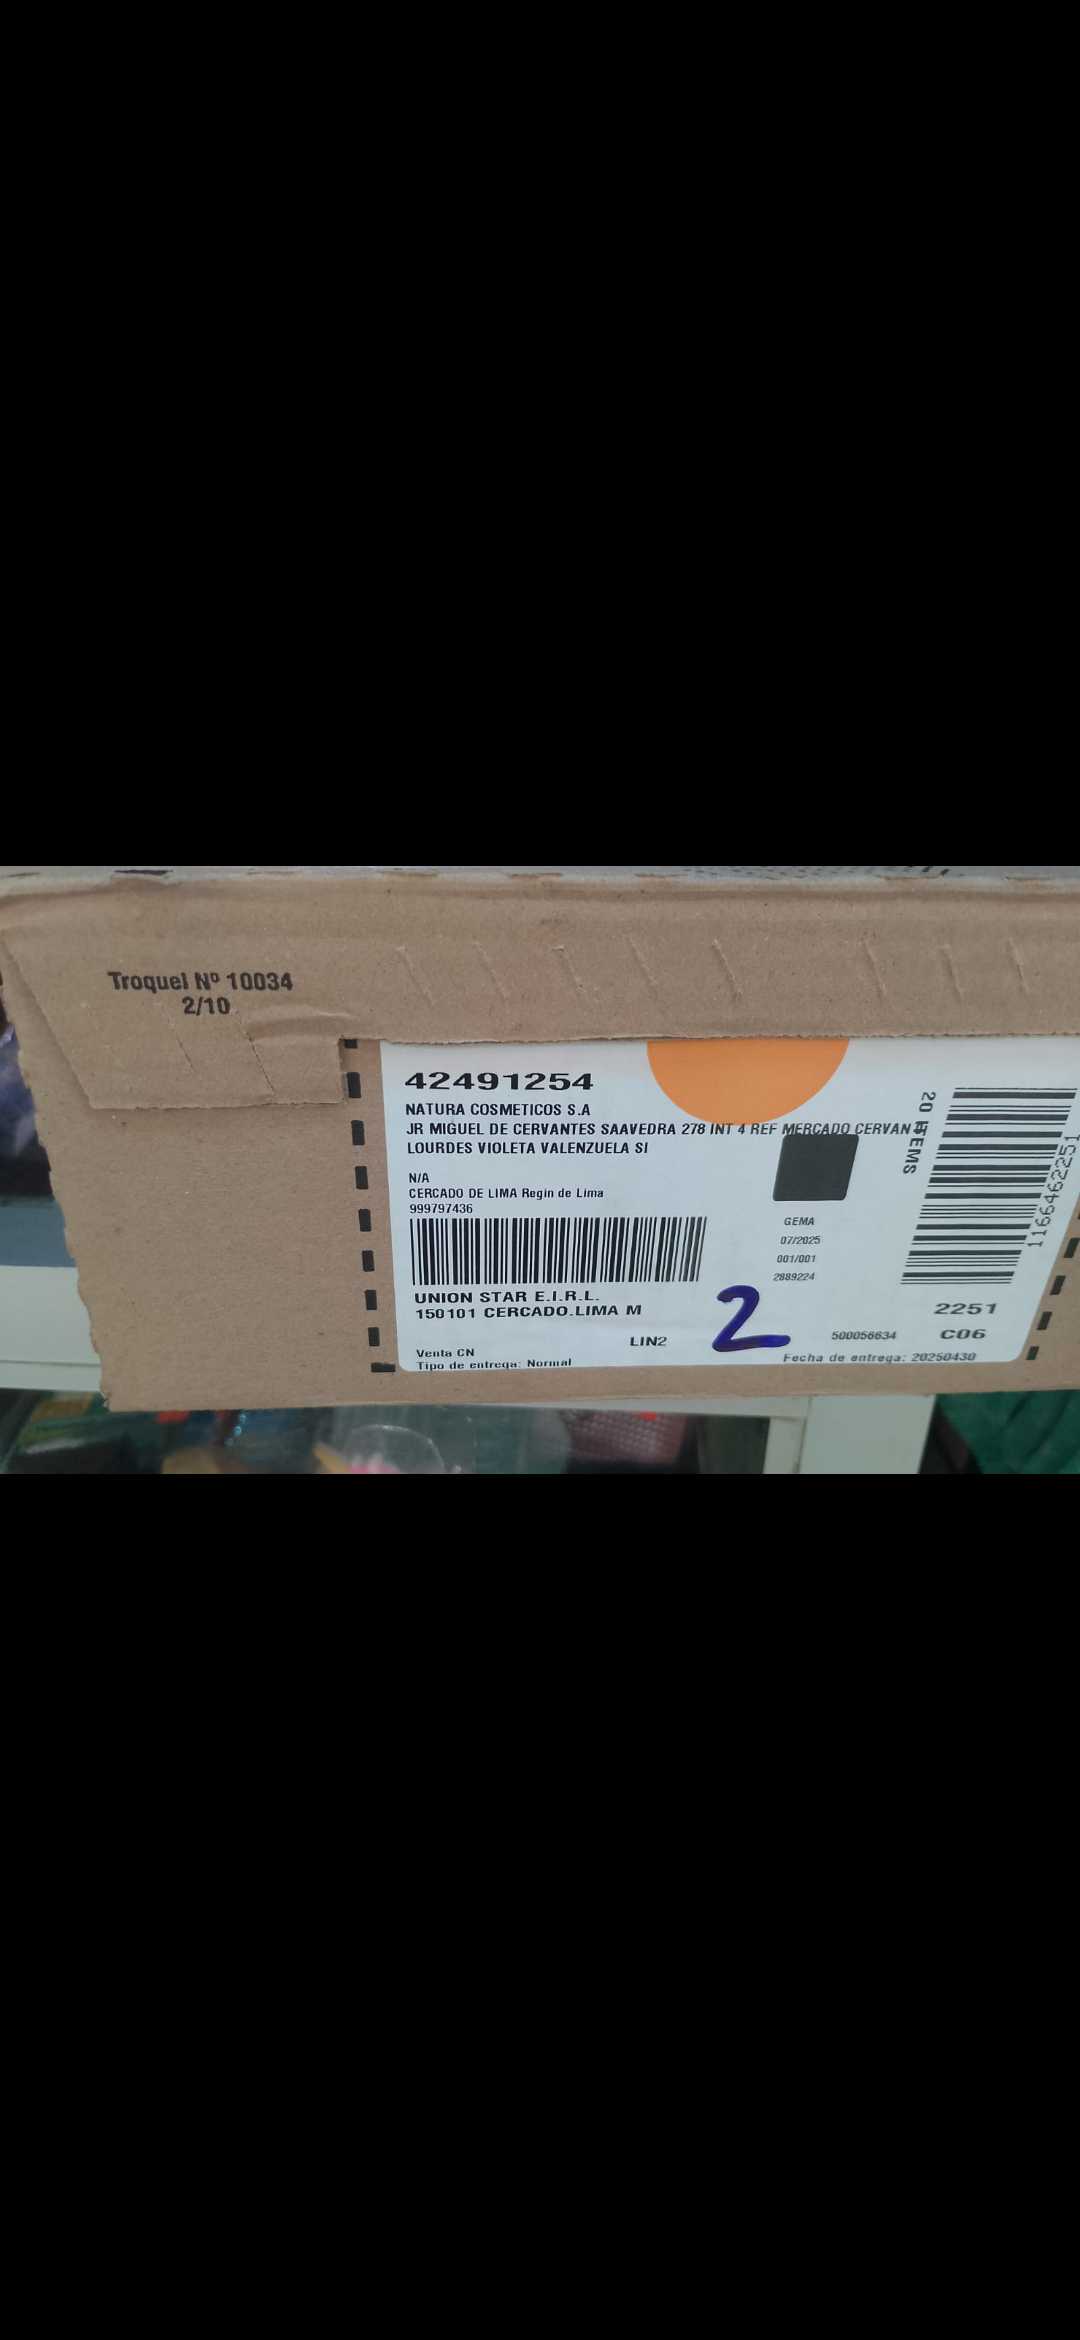 Troquel Nº 10034
2/10
42491254
NATURA COSMETICOS S.A
JR MIGUEL DE CERVANTES SAAVEDRA 278 INT 4 REF MERCADO CERVAN
LOURDES VIOLETA VALENZUELA SI
N/A
CERCADO DE LIMA Regin de Lima
999797436
UNION STAR E.I.R.L.
150101 CERCADO.LIMA M
LIN2
Venta CN
Tipo de entrega: Normal
GEMA
07/2025
001/001
2889224
2
500056634
Fecha de entrega: 20250430
20 ITEMS
1166462251
2251
C06